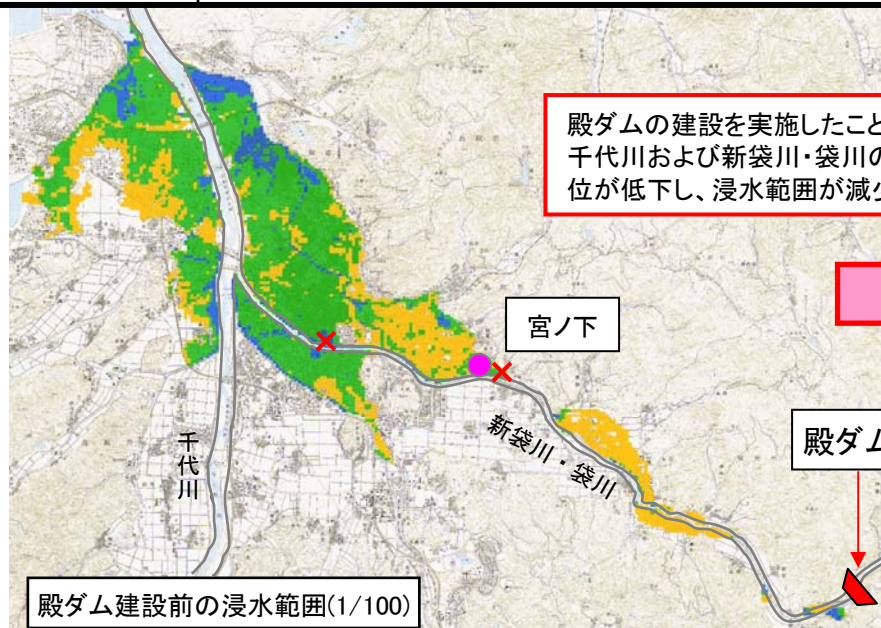 殿ダムの建設を実施したこと
千代川および新袋川・袋川の
位が低下し、浸水範囲が減少
宮ノ下
殿ダム
新袋川・袋川
千代川
殿ダム建設前の浸水範囲(1/100)